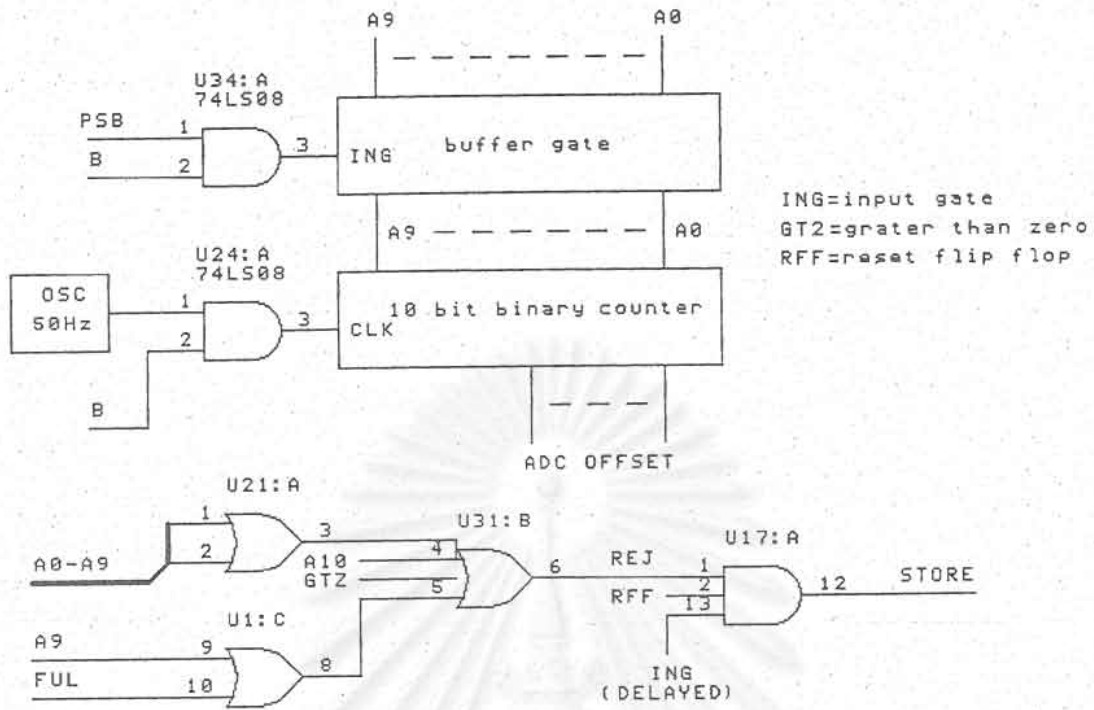 A9
A0
U34:A
74LS08
PSB
1
B
2
3
ING
buffer gate
ING=input gate
GT2=grater than zero
RFF=reset flip flop
A9
A0
U24:A
74LS08
OSC
50Hz
1
2
3
CLK
10 bit binary counter
B
ADC OFFSET
U21:A
1
2
3
A0-A9
U31:B
4
A10
GTZ
5
6
REJ
U17:A
1
2
RFF
13
12
STORE
U1:C
A9
9
FUL
10
8
ING
(DELAYED)